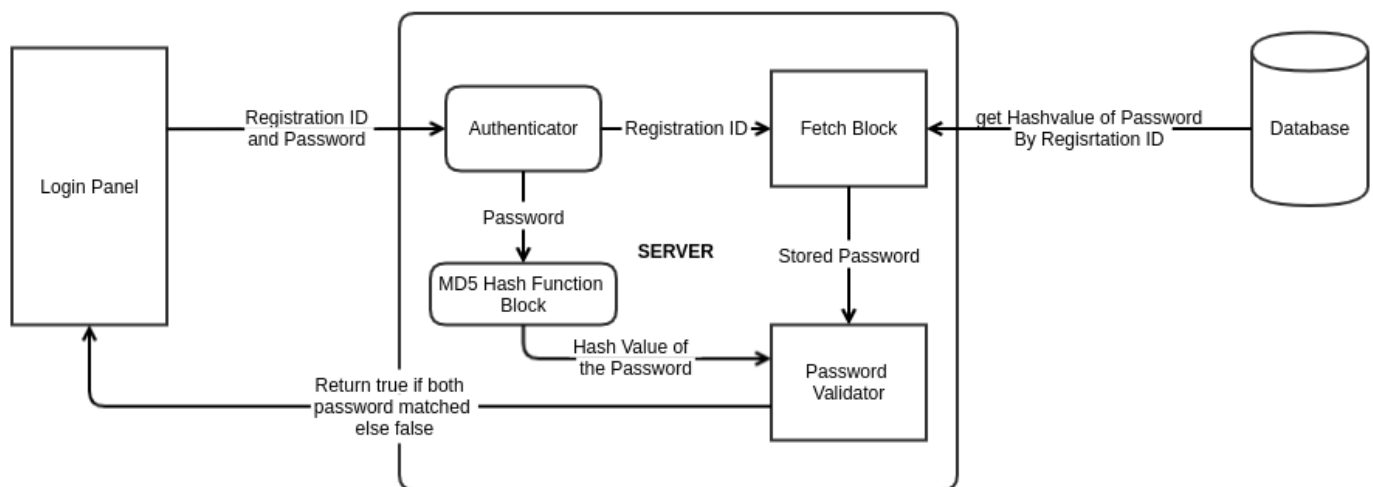 Registration ID
and Password
Authenticator
Registration ID
Fetch Block
get Hashvalue of Password
By Regisrtation ID
Database
Login Panel
Password
SERVER
Stored Password
MD5 Hash Function
Block
Hash Value of
the Password
Password
Validator
Return true if both
password matched
else false